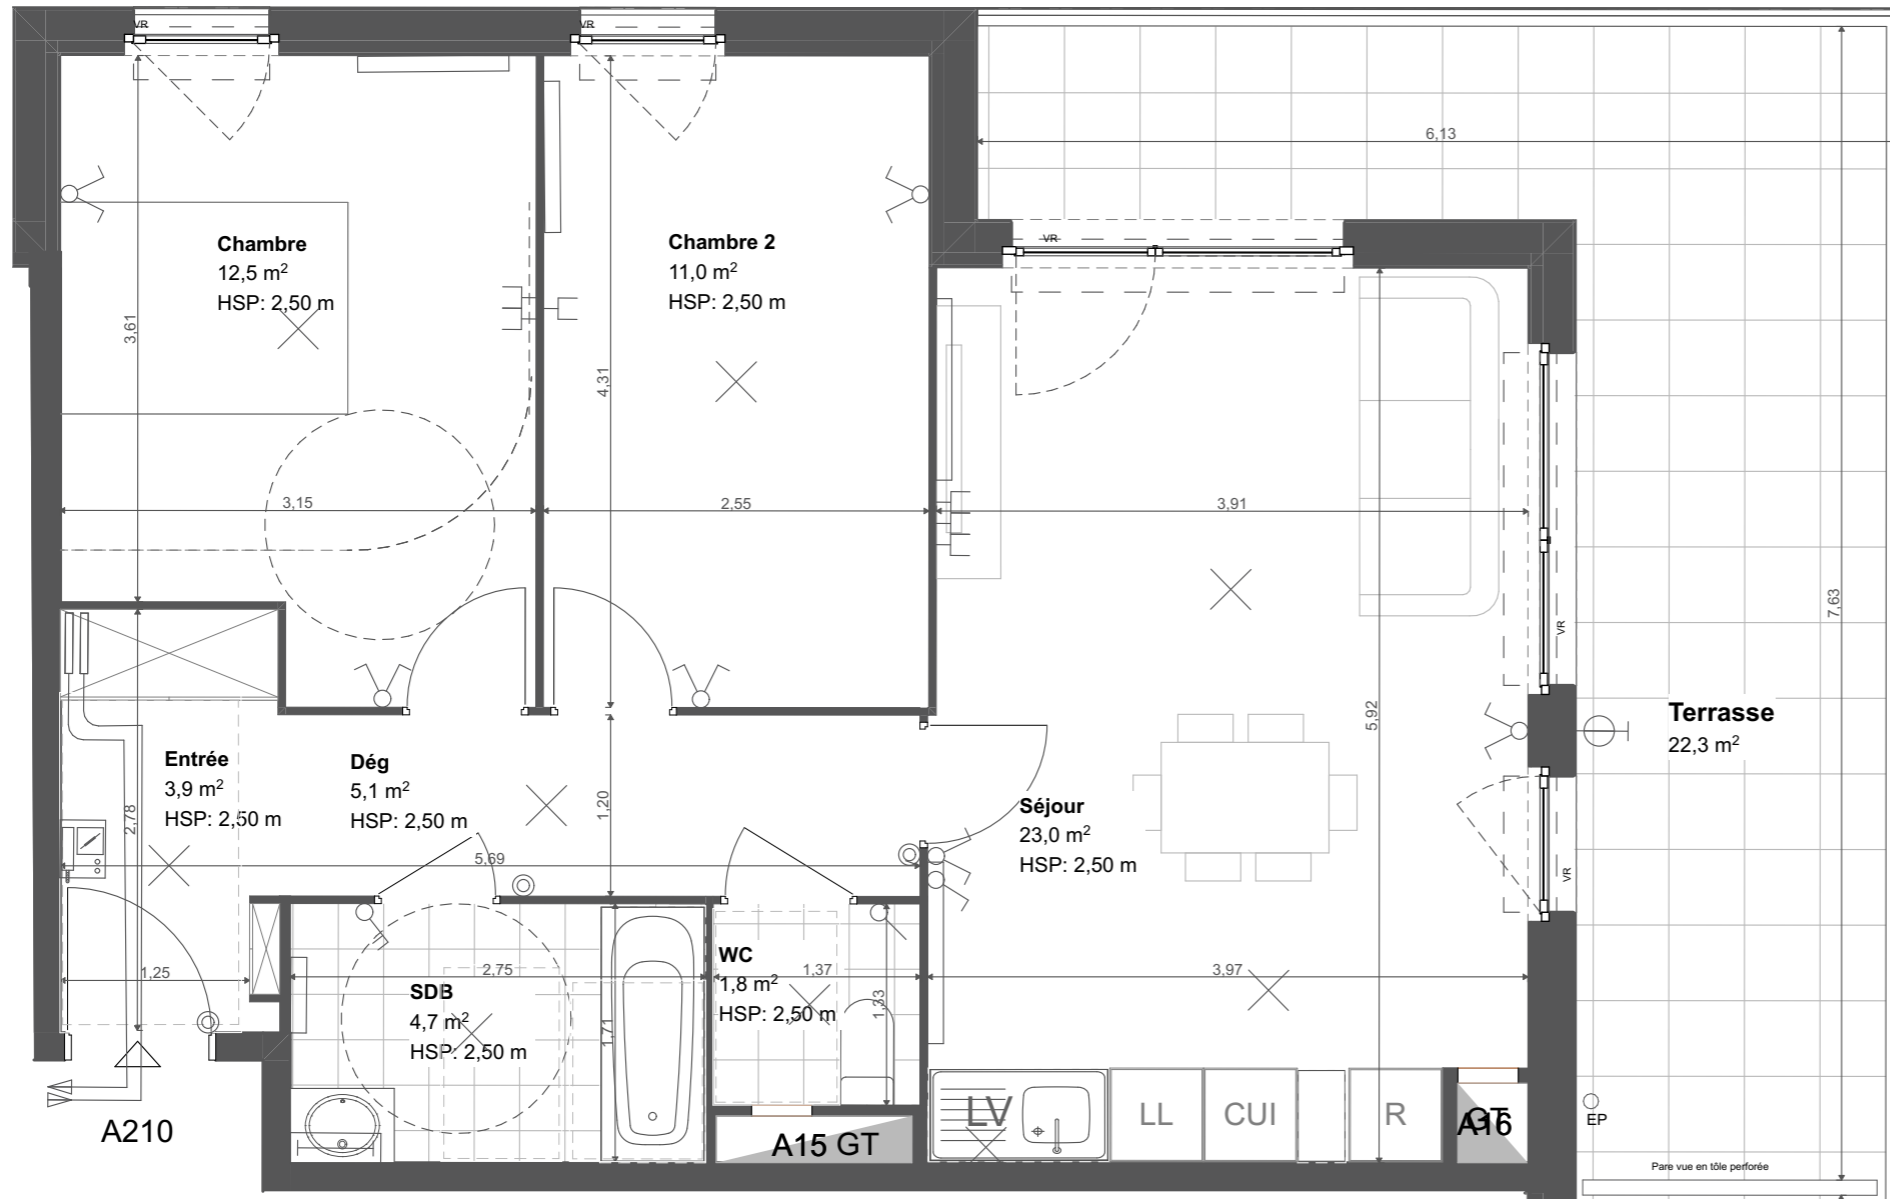 VR
VR
6,13
VR
Chambre
12,5 m²
HSP: 2,50 m
Chambre 2
11,0 m²
HSP: 2,50 m
3,61
4,31
3,15
2,55
3,91
7,63
VR
5,92
Terrasse
22,3 m²
Entrée
3,9 m²
HSP: 2,50 m
Dég
5,1 m²
HSP: 2,50 m
2,78
1,20
5,69
Séjour
23,0 m²
HSP: 2,50 m
VR
1,25
2,75
SDB
4,7 m²
HSP: 2,50 m
1,71
WC
1,8 m²
HSP: 2,50 m
1,37
1,33
3,97
LV
LL
CUI
R
GT
A16
EP
A210
A15 GT
Pare vue en tôle perforée